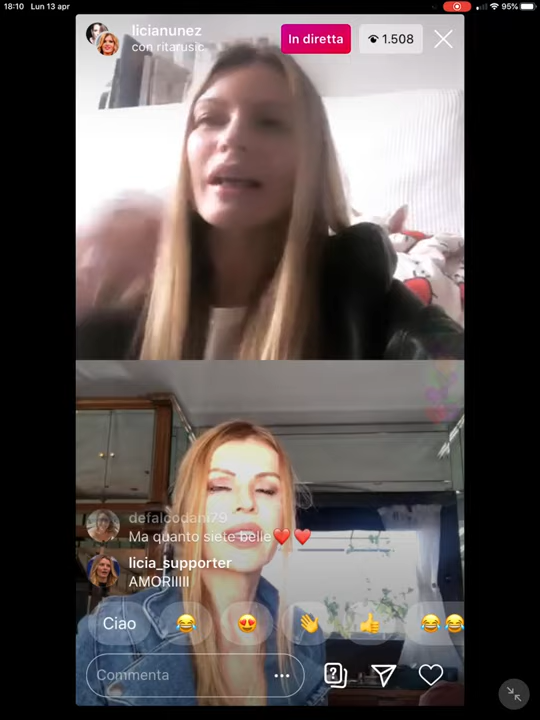 18:10 Lun 13 apr 95%
licianunez
con ritarusic
In diretta
1.508
defalcodani79
Ma quanto siete belle❤️❤️
licia_supporter
AMORIIIII
Ciao 😂 😍 👋 👍 😂 😂
Commenta